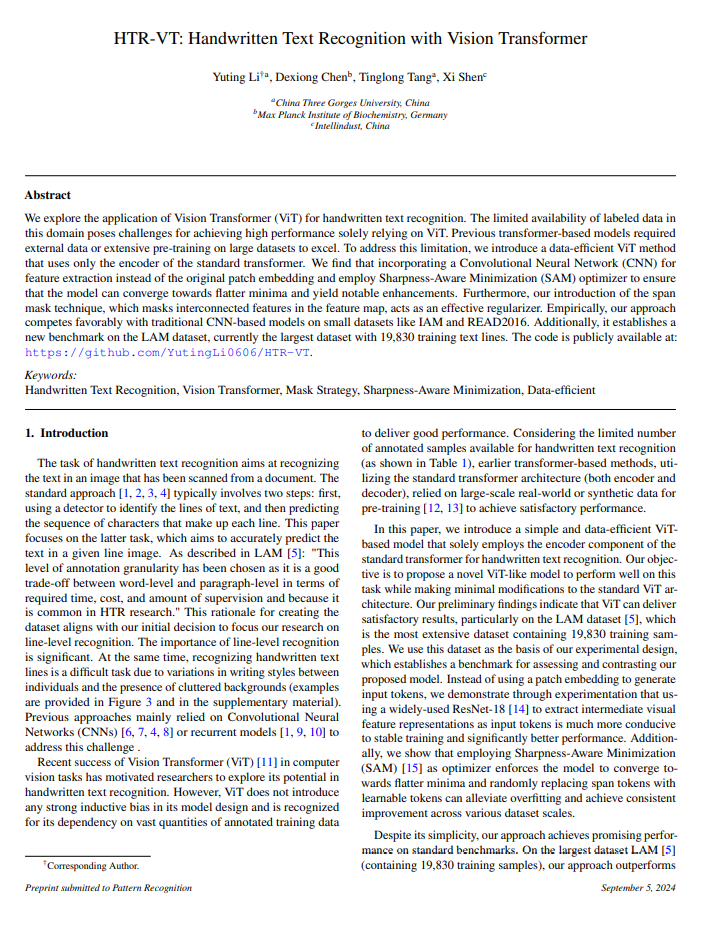 HTR-VT: Handwritten Text Recognition with Vision Transformer
Yuting Li†a, Dexiong Chenb, Tinglong Tanga, Xi Shenc
aChina Three Gorges University, China
bMax Planck Institute of Biochemistry, Germany
cIntellindust, China
Abstract
We explore the application of Vision Transformer (ViT) for handwritten text recognition. The limited availability of labeled data in
this domain poses challenges for achieving high performance solely relying on ViT. Previous transformer-based models required
external data or extensive pre-training on large datasets to excel. To address this limitation, we introduce a data-efficient ViT method
that uses only the encoder of the standard transformer. We find that incorporating a Convolutional Neural Network (CNN) for
feature extraction instead of the original patch embedding and employ Sharpness-Aware Minimization (SAM) optimizer to ensure
that the model can converge towards flatter minima and yield notable enhancements. Furthermore, our introduction of the span
mask technique, which masks interconnected features in the feature map, acts as an effective regularizer. Empirically, our approach
competes favorably with traditional CNN-based models on small datasets like IAM and READ2016. Additionally, it establishes a
new benchmark on the LAM dataset, currently the largest dataset with 19,830 training text lines. The code is publicly available at:
https://github.com/YutingLi0606/HTR-VT.
Keywords:
Handwritten Text Recognition, Vision Transformer, Mask Strategy, Sharpness-Aware Minimization, Data-efficient
1. Introduction
The task of handwritten text recognition aims at recognizing
the text in an image that has been scanned from a document. The
standard approach [1, 2, 3, 4] typically involves two steps: first,
using a detector to identify the lines of text, and then predicting
the sequence of characters that make up each line. This paper
focuses on the latter task, which aims to accurately predict the
text in a given line image. As described in LAM [5]: "This
level of annotation granularity has been chosen as it is a good
trade-off between word-level and paragraph-level in terms of
required time, cost, and amount of supervision and because it
is common in HTR research." This rationale for creating the
dataset aligns with our initial decision to focus our research on
line-level recognition. The importance of line-level recognition
is significant. At the same time, recognizing handwritten text
lines is a difficult task due to variations in writing styles between
individuals and the presence of cluttered backgrounds (examples
are provided in Figure 3 and in the supplementary material).
Previous approaches mainly relied on Convolutional Neural
Networks (CNNs) [6, 7, 4, 8] or recurrent models [1, 9, 10] to
address this challenge .
Recent success of Vision Transformer (ViT) [11] in computer
vision tasks has motivated researchers to explore its potential in
handwritten text recognition. However, ViT does not introduce
any strong inductive bias in its model design and is recognized
for its dependency on vast quantities of annotated training data
†Corresponding Author.
to deliver good performance. Considering the limited number
of annotated samples available for handwritten text recognition
(as shown in Table 1), earlier transformer-based methods, uti-
lizing the standard transformer architecture (both encoder and
decoder), relied on large-scale real-world or synthetic data for
pre-training [12, 13] to achieve satisfactory performance.
In this paper, we introduce a simple and data-efficient ViT-
based model that solely employs the encoder component of the
standard transformer for handwritten text recognition. Our objec-
tive is to propose a novel ViT-like model to perform well on this
task while making minimal modifications to the standard ViT ar-
chitecture. Our preliminary findings indicate that ViT can deliver
satisfactory results, particularly on the LAM dataset [5], which
is the most extensive dataset containing 19,830 training sam-
ples. We use this dataset as the basis of our experimental design,
which establishes a benchmark for assessing and contrasting our
proposed model. Instead of using a patch embedding to generate
input tokens, we demonstrate through experimentation that us-
ing a widely-used ResNet-18 [14] to extract intermediate visual
feature representations as input tokens is much more conducive
to stable training and significantly better performance. Addition-
ally, we show that employing Sharpness-Aware Minimization
(SAM) [15] as optimizer enforces the model to converge to-
wards flatter minima and randomly replacing span tokens with
learnable tokens can alleviate overfitting and achieve consistent
improvement across various dataset scales.
Despite its simplicity, our approach achieves promising perfor-
mance on standard benchmarks. On the largest dataset LAM [5]
(containing 19,830 training samples), our approach outperforms
Preprint submitted to Pattern Recognition
September 5, 2024